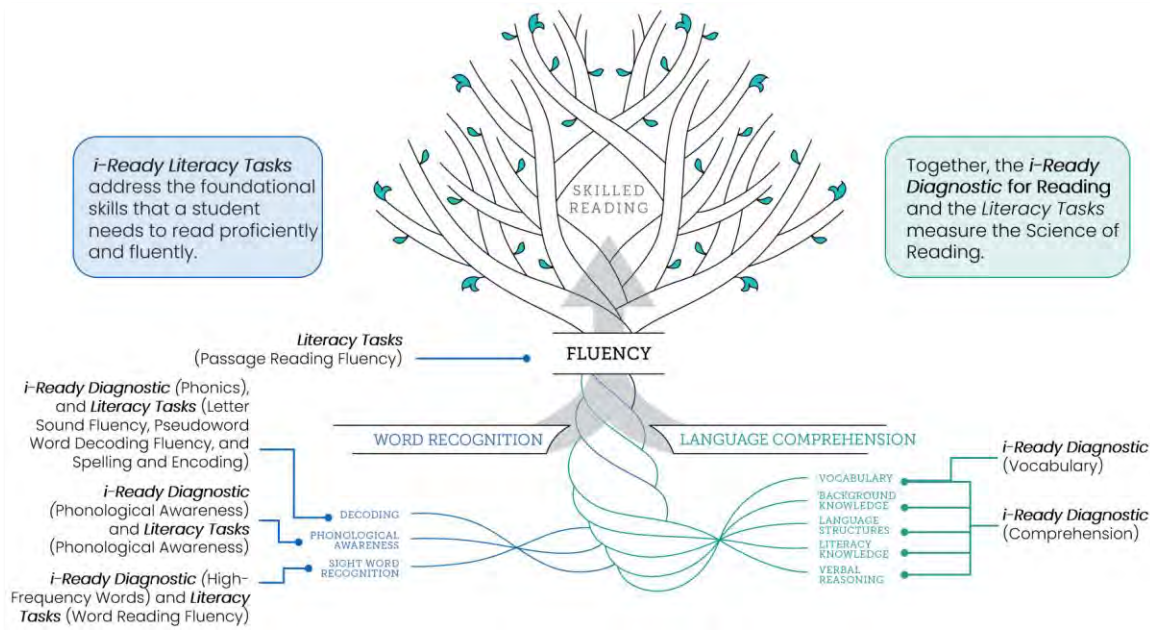 i-Ready Literacy Tasks
address the foundational
skills that a student
needs to read proficiently
and fluently.
SKILLED
READING
Together, the i-Ready
Diagnostic for Reading
and the Literacy Tasks
measure the Science of
Reading.
Literacy Tasks
(Passage Reading Fluency)
FLUENCY
i-Ready Diagnostic (Phonics),
and Literacy Tasks (Letter
Sound Fluency, Pseudoword
Word Decoding Fluency, and
Spelling and Encoding)
WORD RECOGNITION
LANGUAGE COMPREHENSION
i-Ready Diagnostic
(Phonological Awareness)
and Literacy Tasks
(Phonological Awareness)
i-Ready Diagnostic (High-
Frequency Words) and Literacy
Tasks (Word Reading Fluency)
DECODING
PHONOLOGICAL
AWARENESS
SIGHT WORD
RECOGNITION
VOCABULARY
BACKGROUND
KNOWLEDGE
LANGUAGE
STRUCTURES
LITERACY
KNOWLEDGE
VERBAL
REASONING
i-Ready Diagnostic
(Vocabulary)
i-Ready Diagnostic
(Comprehension)